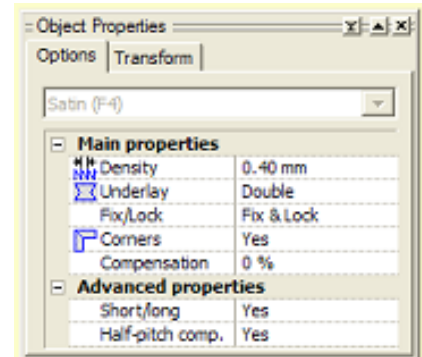 Object Properties
Options Transform
Satin (F4)
Main properties
Density 0.40 mm
Underlay Double
Fix/Lock Fix & Lock
Corners Yes
Compensation 0 %
Advanced properties
Short/long Yes
Half-pitch comp. Yes